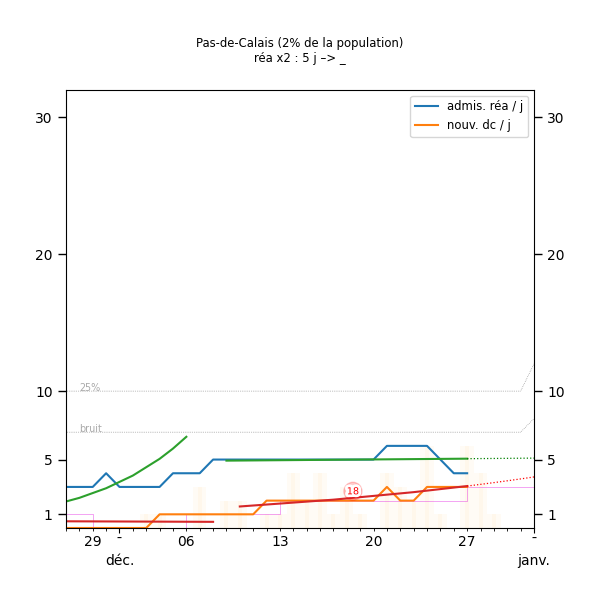 Pas-de-Calais (2% de la population)
réa x2 : 5 j –> _
admis. réa / j
nouv. dc / j
30 30
20 20
10 10
5 5
1 1
25%
bruit
18
29 - 06 13 20 27 -
déc. janv.